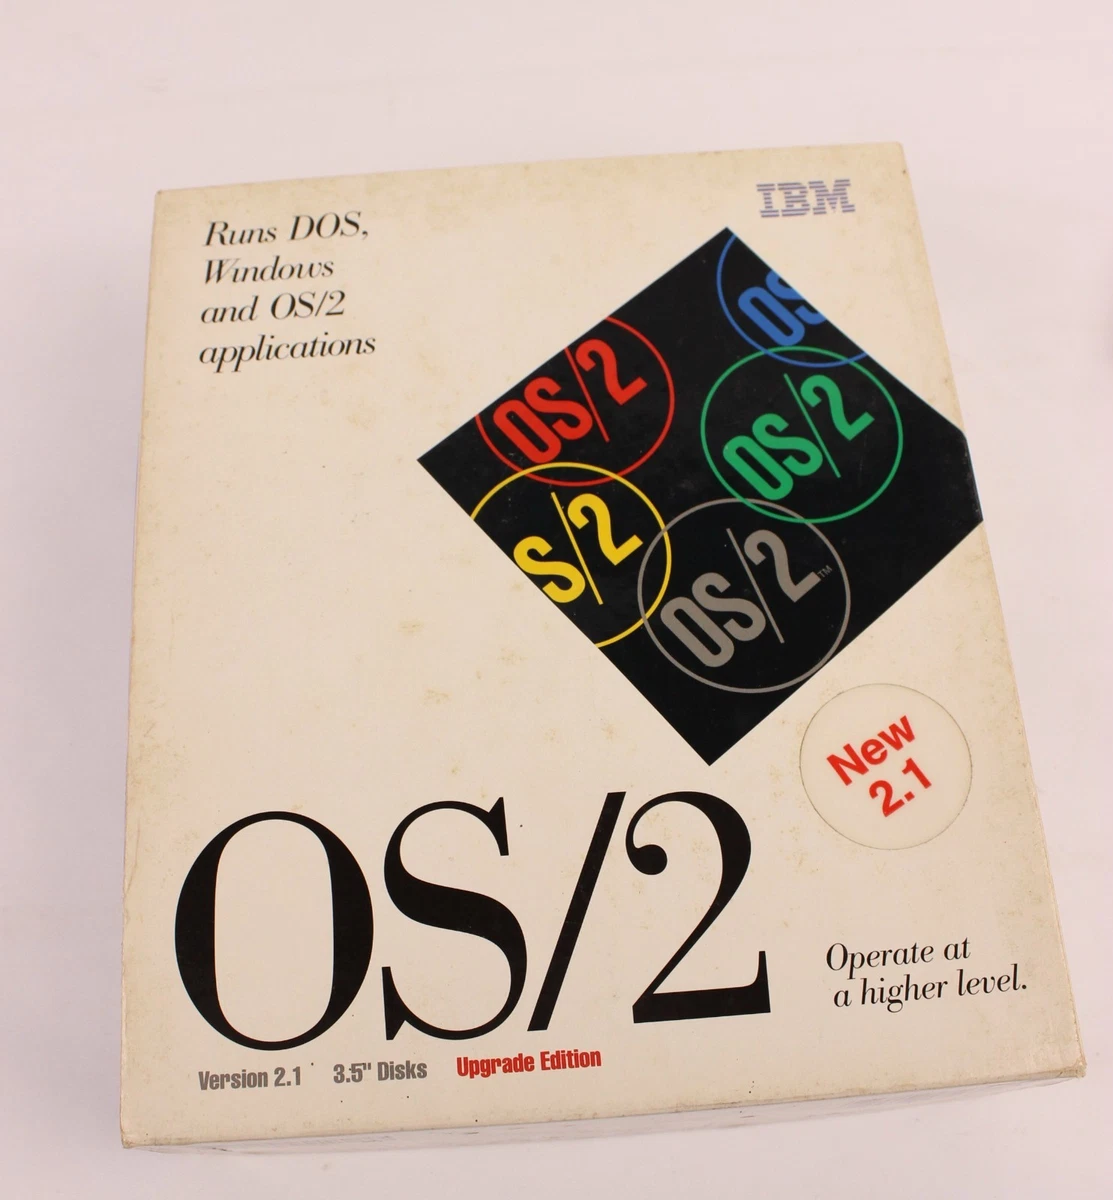 Runs DOS,
Windows
and OS/2
applications
IBM
OS
OS/2
OS/2
S/2
OS/2™
New
2.1
OS/2
Operate at
a higher level.
Version 2.1 3.5" Disks Upgrade Edition